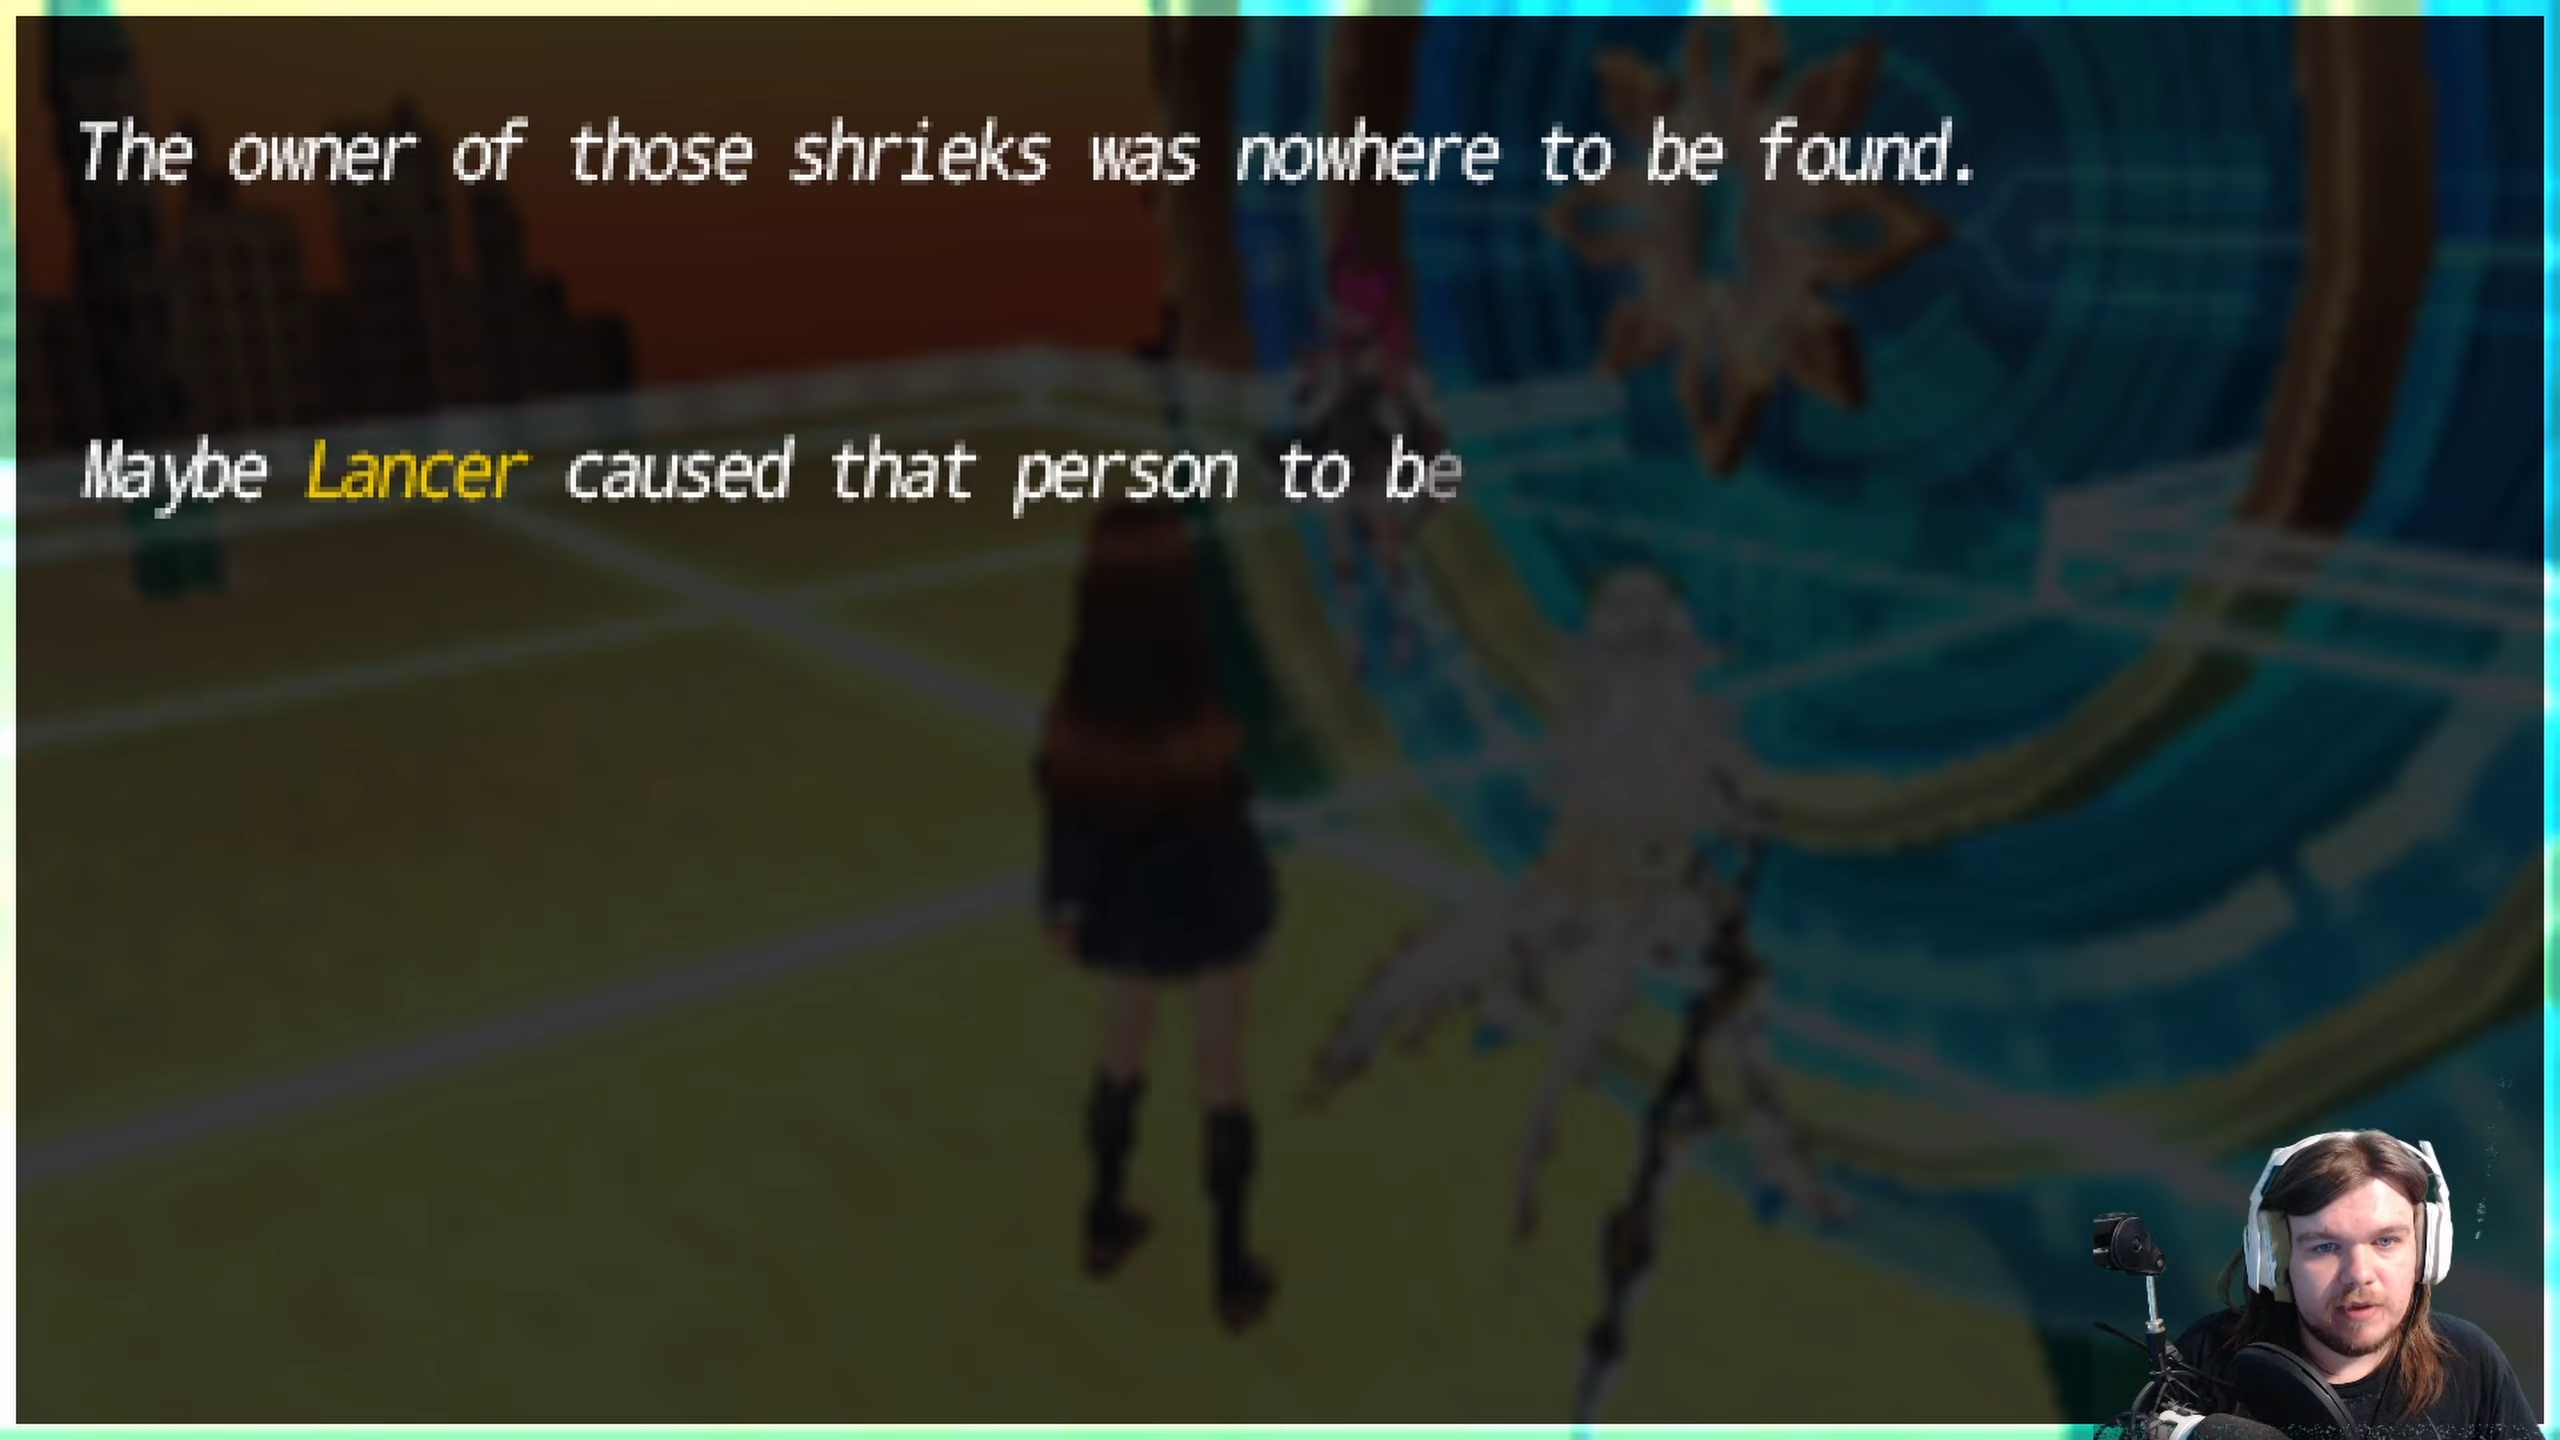 The owner of those shrieks was nowhere to be found.
Maybe Lancer caused that person to be